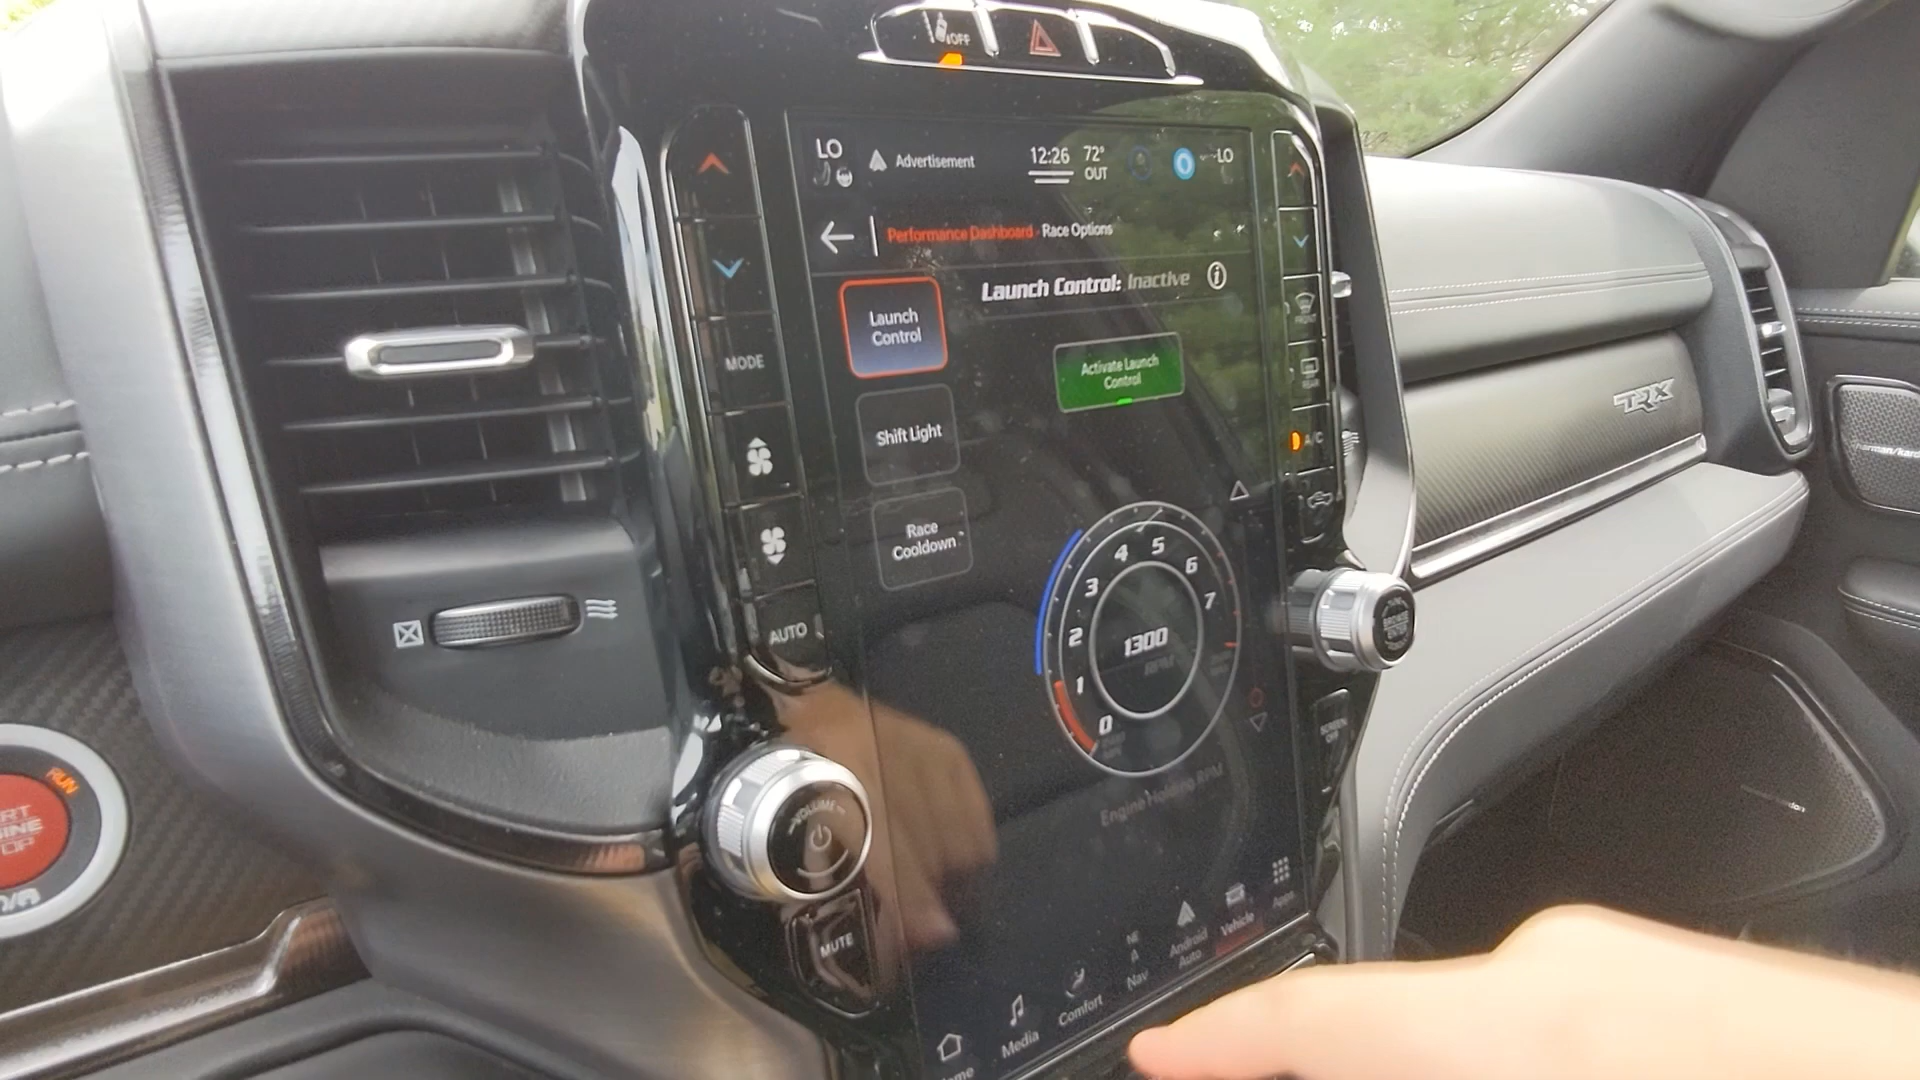 OFF
LO
Advertisement
12:26
72°
OUT
LO
Performance Dashboard
Race Options
Launch Control: Inactive
Launch
Control
Activate Launch
Control
Shift Light
Race
Cooldown
MODE
AUTO
FRONT
REAR
A/C
TRX
0
1
2
3
4
5
6
7
1300
RPM
Engine Holding RPM
VOLUME
MUTE
SCREEN
OFF
RUN
Media
Comfort
Nav
Android
Auto
Vehicle
Apps